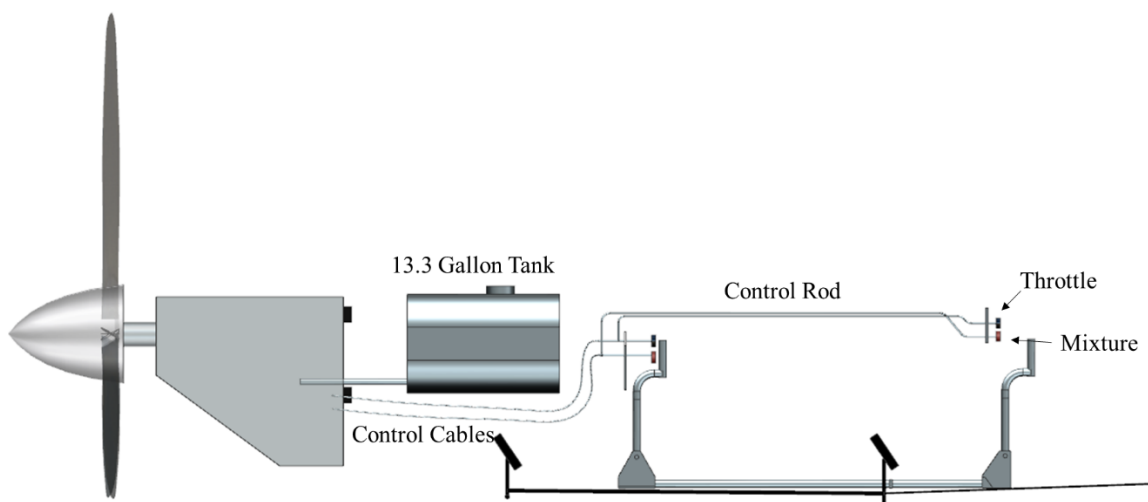 13.3 Gallon Tank
Control Rod
Throttle
Mixture
Control Cables